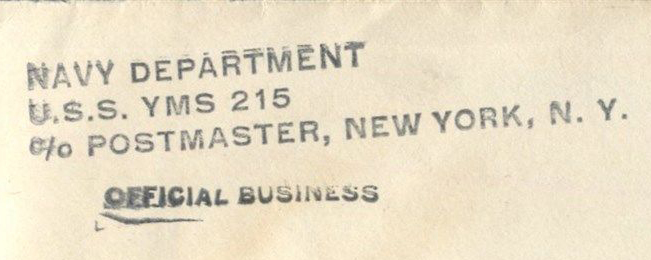 NAVY DEPARTMENT
U.S.S. YMS 215
c/o POSTMASTER, NEW YORK, N. Y.
OFFICIAL BUSINESS